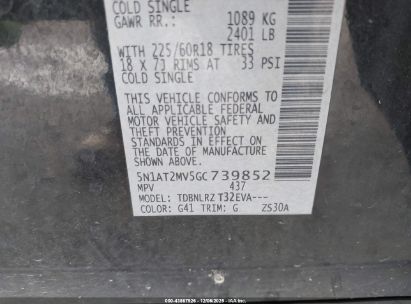 COLD SINGLE
GAWR RR.: 1089 KG
2401 LB
WITH 225/60R18 TIRES
18 X 7J RIMS AT 33 PSI
COLD SINGLE
THIS VEHICLE CONFORMS TO
ALL APPLICABLE FEDERAL
MOTOR VEHICLE SAFETY AND
THEFT PREVENTION
STANDARDS IN EFFECT ON
THE DATE OF MANUFACTURE
SHOWN ABOVE.
5N1AT2MV5GC739852
MPV 437
MODEL: TDBNLRZ T32EVA---
COLOR: G41 TRIM: G ZS30A